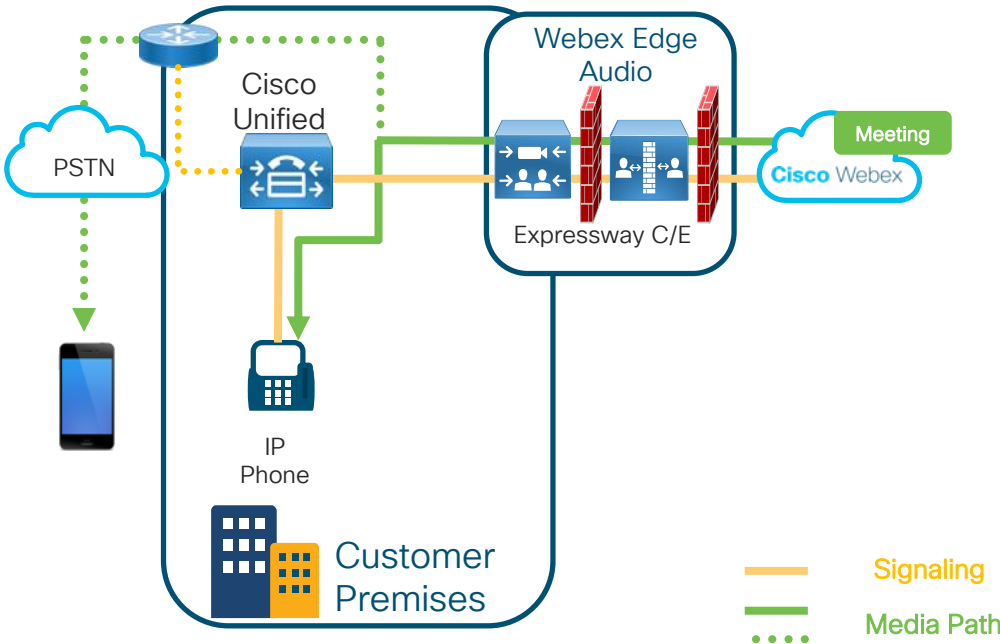 Webex Edge
Audio
Cisco
Unified
PSTN
Meeting
Cisco Webex
Expressway C/E
IP
Phone
Customer
Premises
Signaling
Media Path